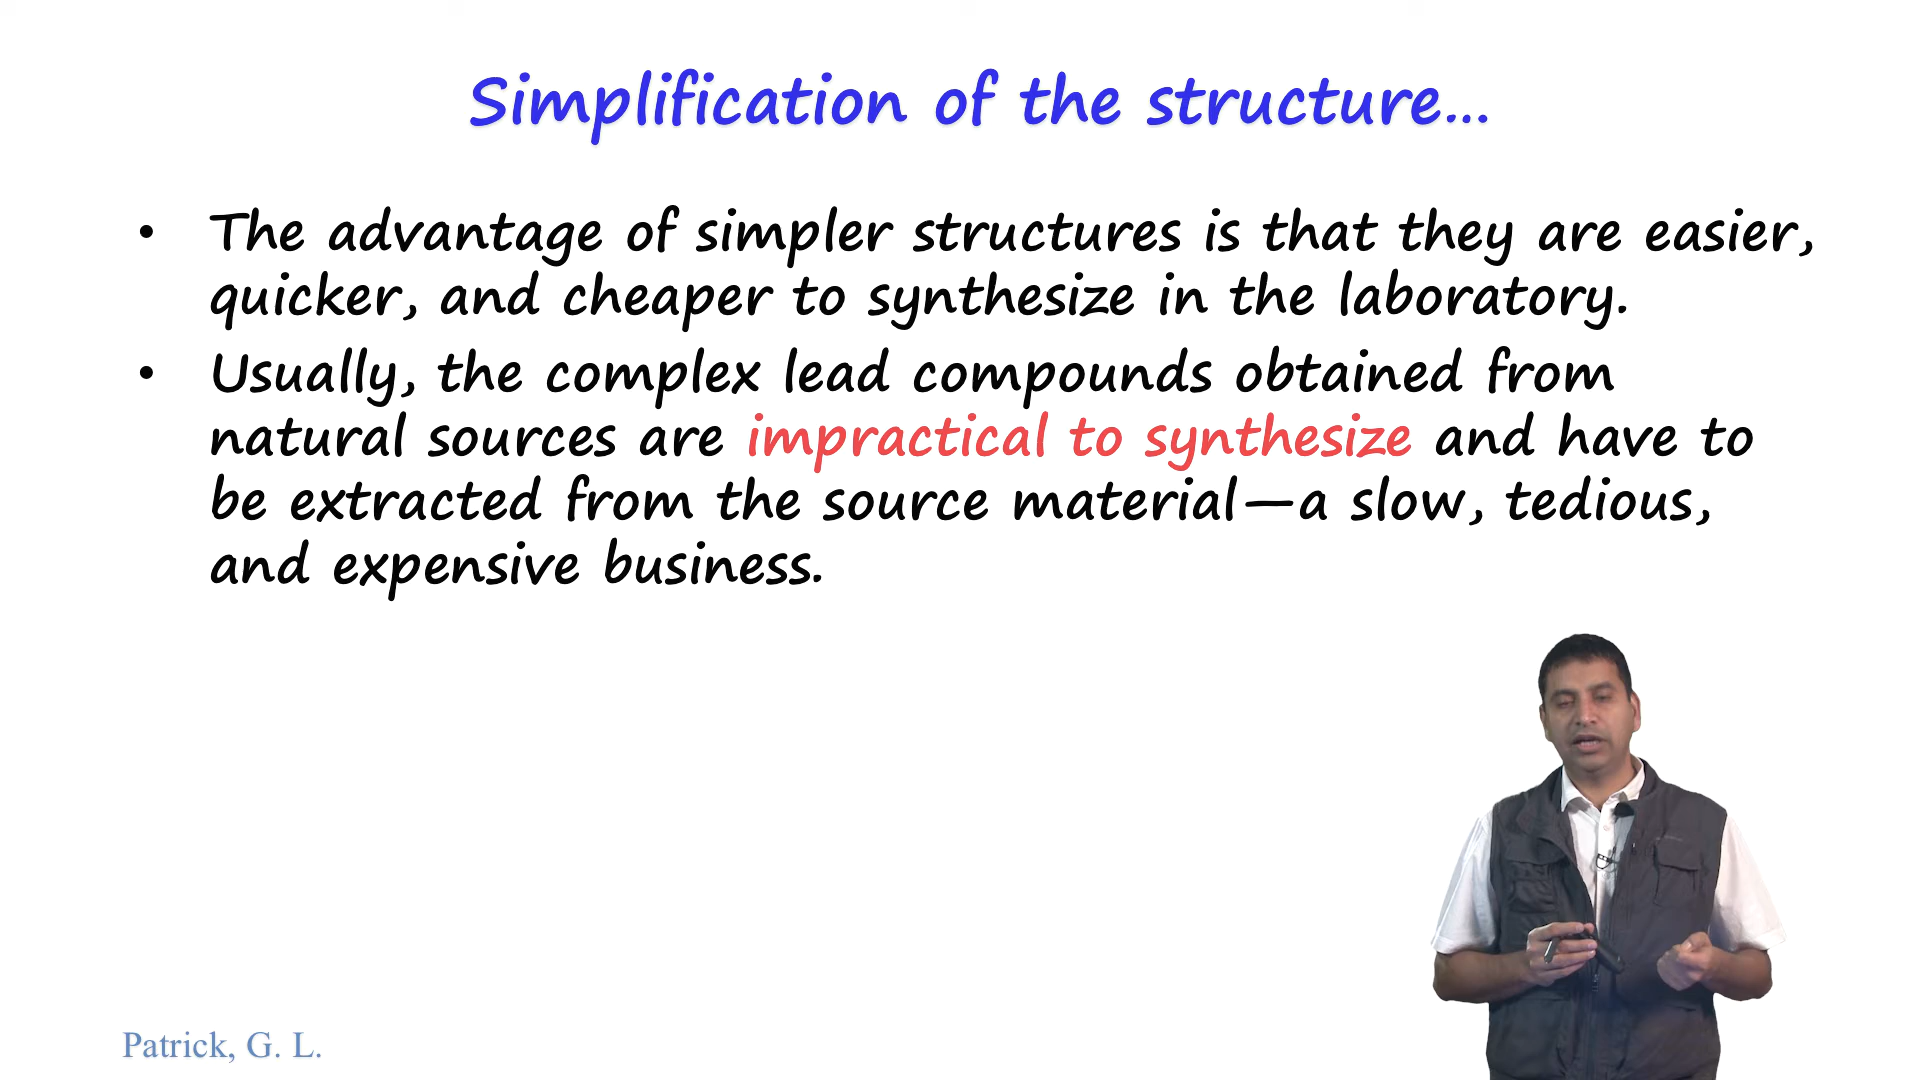 Simplification of the structure...
• The advantage of simpler structures is that they are easier,
quicker, and cheaper to synthesize in the laboratory.
• Usually, the complex lead compounds obtained from
natural sources are impractical to synthesize and have to
be extracted from the source material—a slow, tedious,
and expensive business.
Patrick, G. L.